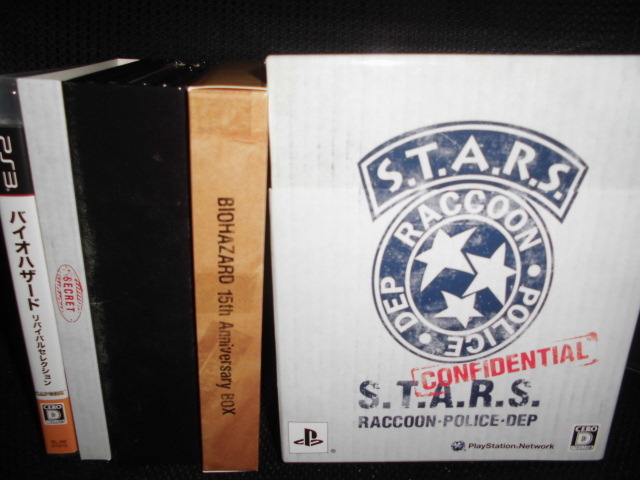 PS3
バイオハザード
リバイバルセレクション
CAPCOM
CERO
D
SECRET
BIOHAZARD 15th Anniversary BOX
S.T.A.R.S.
RACCOON
DEP • POLICE
S.T.A.R.S.
CONFIDENTIAL
S.T.A.R.S.
RACCOON·POLICE·DEP
PlayStation Network
CERO
D